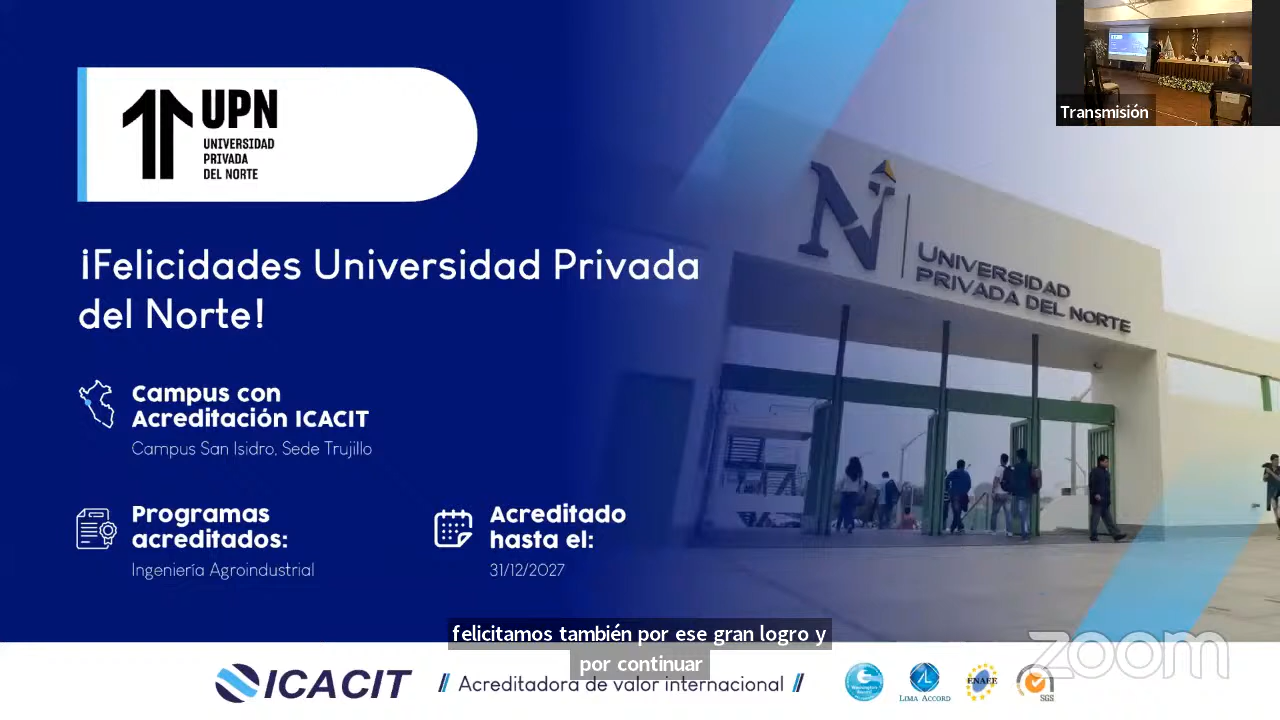 UPN
UNIVERSIDAD
PRIVADA
DEL NORTE
Transmisión
N
UNIVERSIDAD
PRIVADA DEL NORTE
¡Felicidades Universidad Privada
del Norte!
Campus con
Acreditación ICACIT
Campus San Isidro, Sede Trujillo
Programas
acreditados:
Ingeniería Agroindustrial
Acreditado
hasta el:
31/12/2027
felicitamos también por ese gran logro y
por continuar
zoom
ICACIT
// Acreditadora de valor internacional //
LIMA ACCORD
ENAEE
SGS